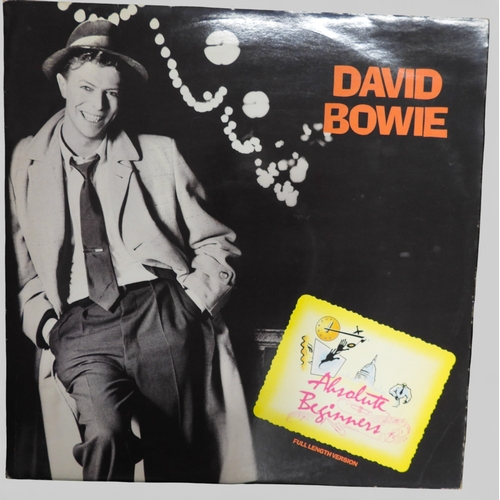 DAVID
BOWIE
Absolute
Beginners
FULL LENGTH VERSION